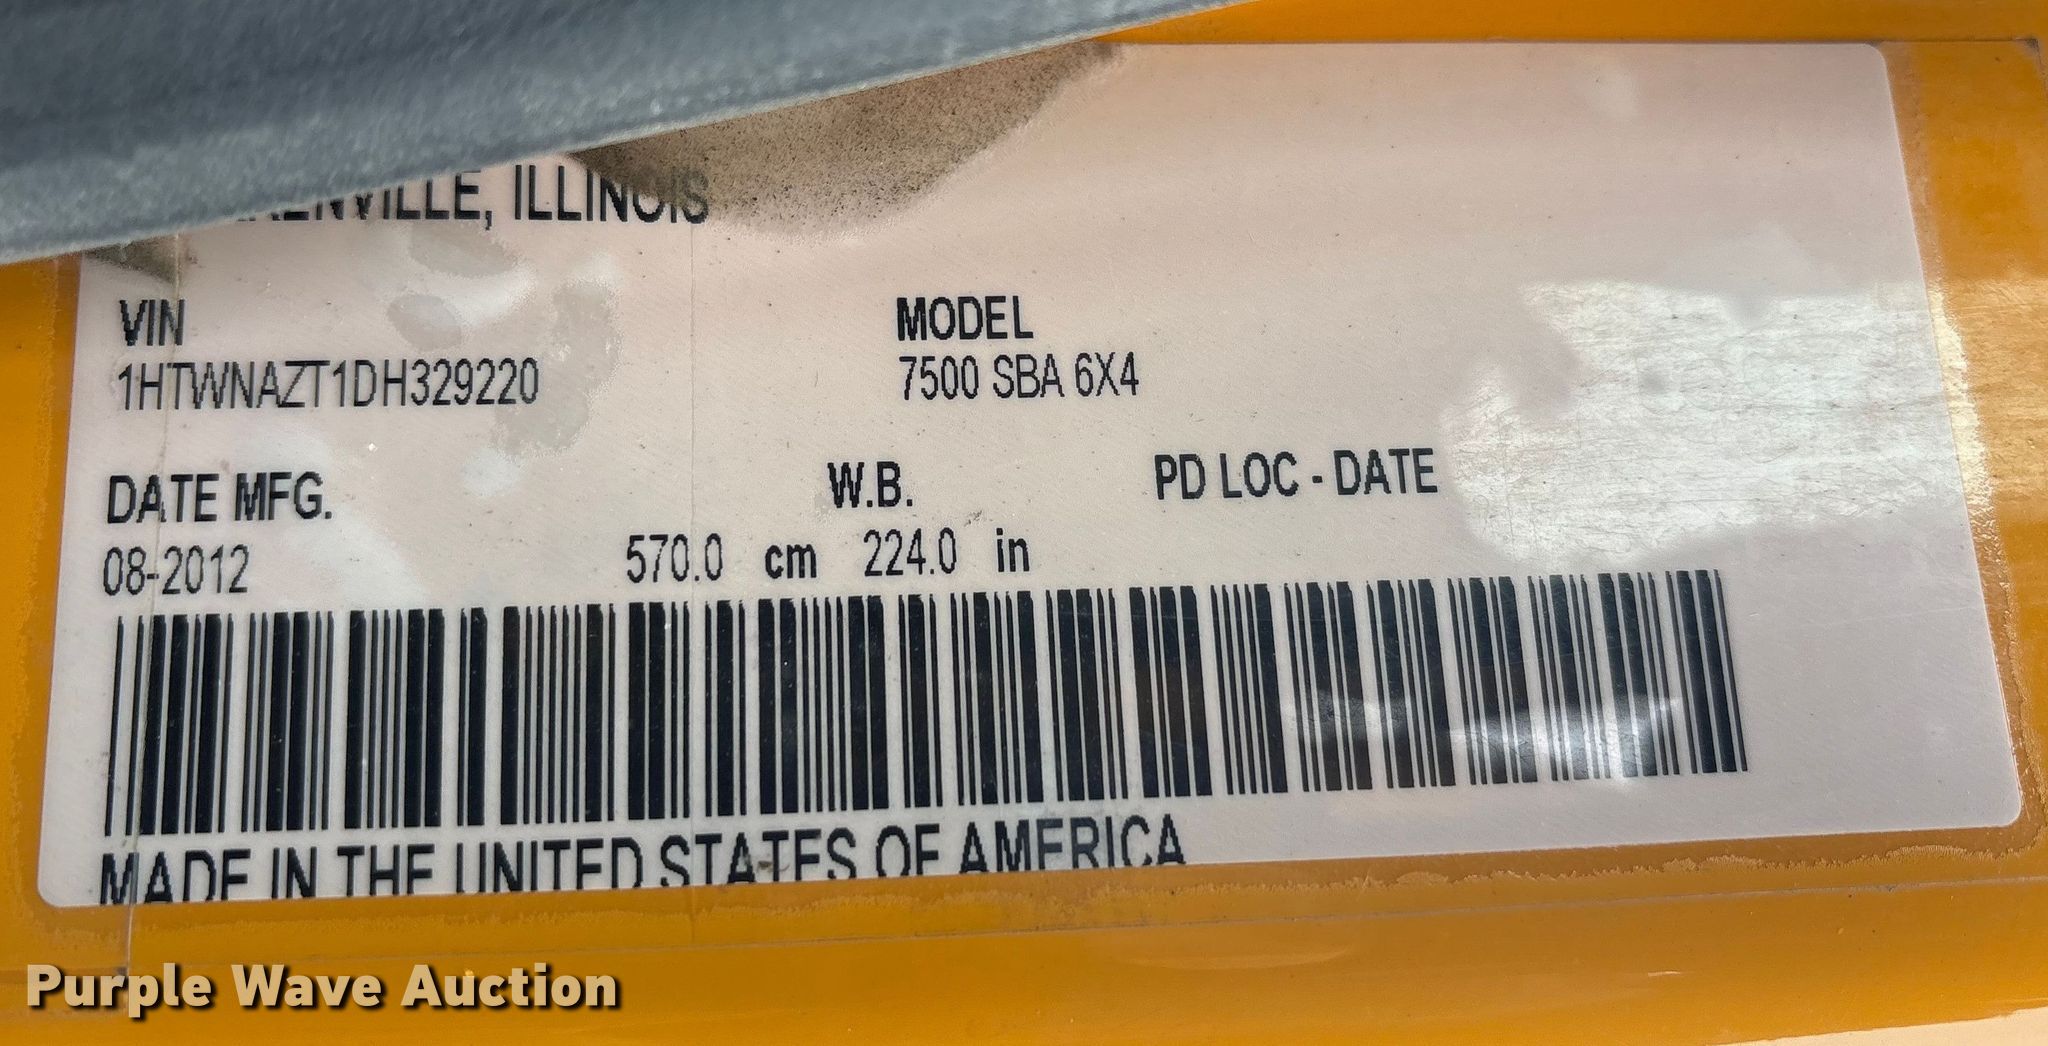 ILLINOIS
VIN
1HTWNAZT1DH329220
MODEL
7500 SBA 6X4
DATE MFG.
08-2012
W.B.
570.0 cm 224.0 in
PD LOC - DATE
MADE IN THE UNITED STATES OF AMERICA
Purple Wave Auction